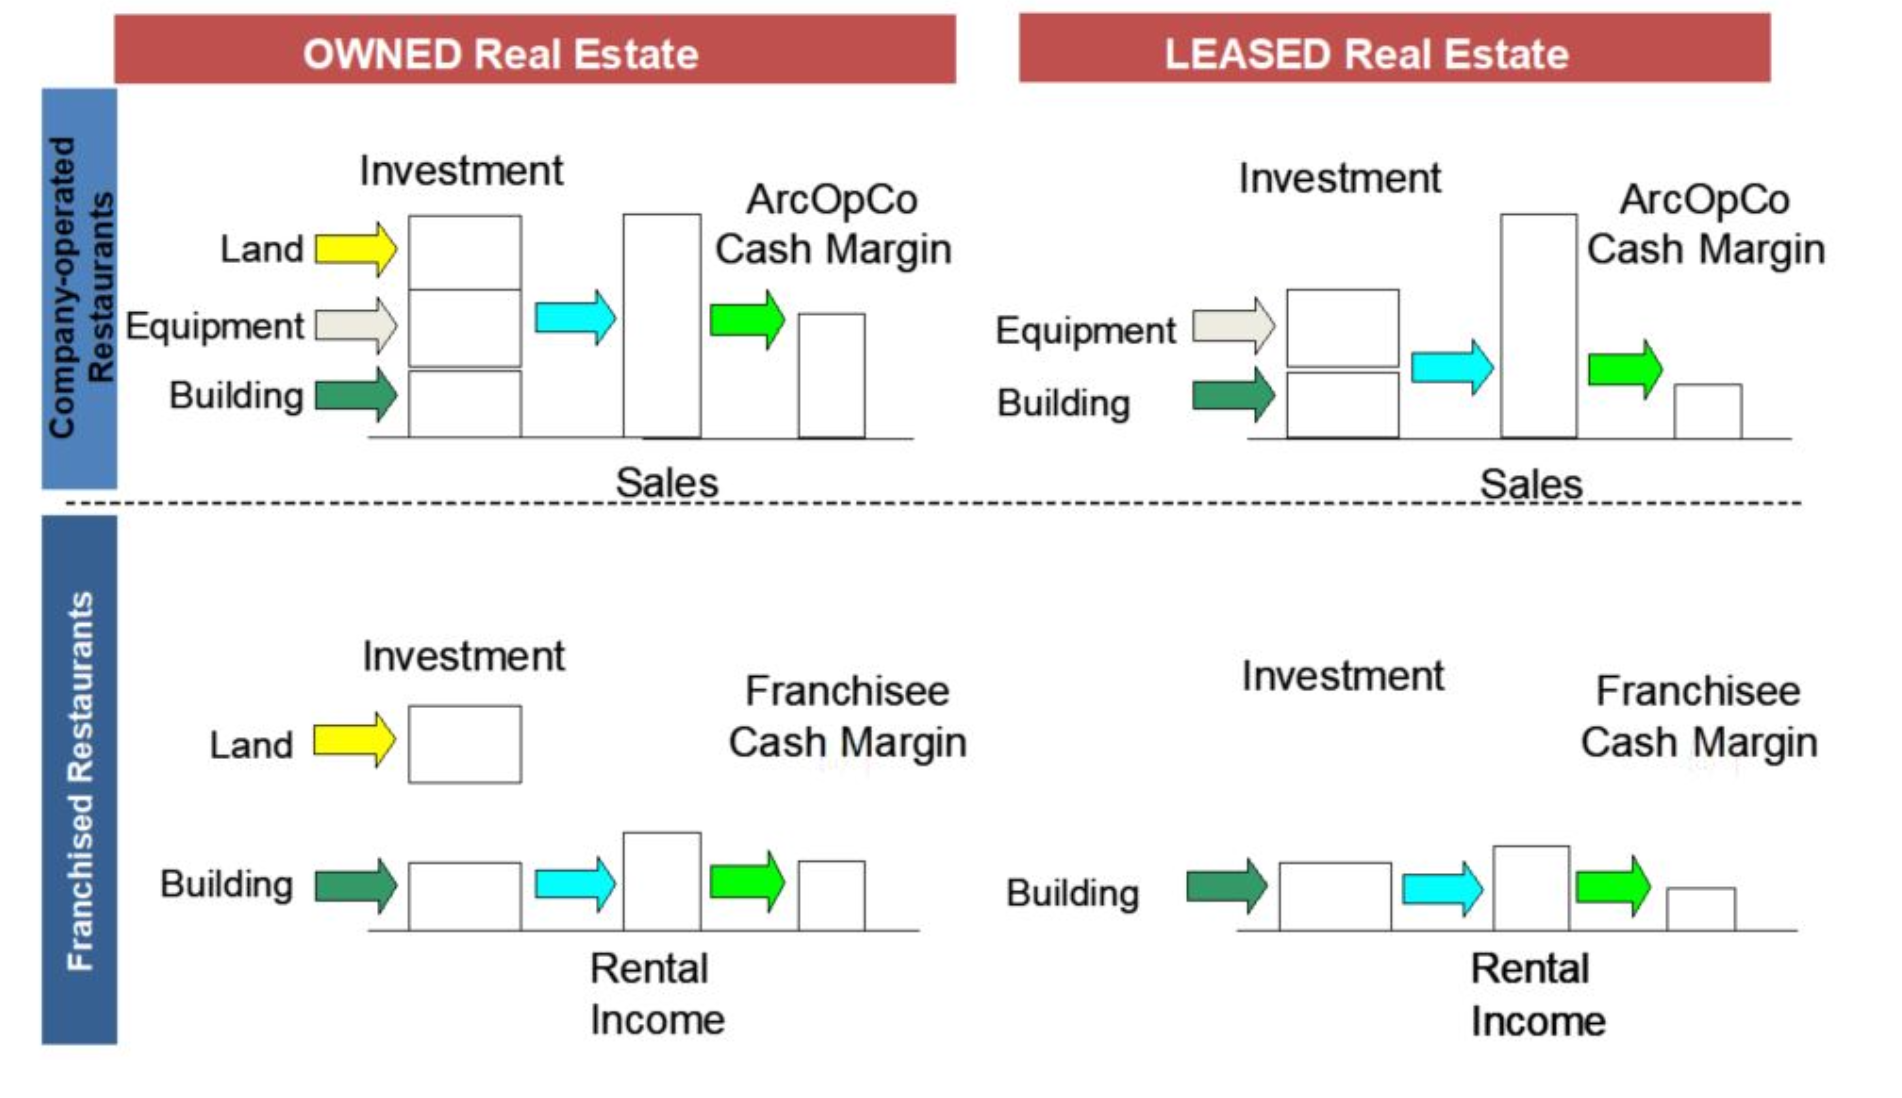 OWNED Real Estate
LEASED Real Estate
Company-operated
Restaurants
Investment
ArcOpCo
Cash Margin
Land
Equipment
Building
Sales
Investment
ArcOpCo
Cash Margin
Equipment
Building
Sales
Franchised Restaurants
Investment
Franchisee
Cash Margin
Land
Building
Rental
Income
Investment
Franchisee
Cash Margin
Building
Rental
Income